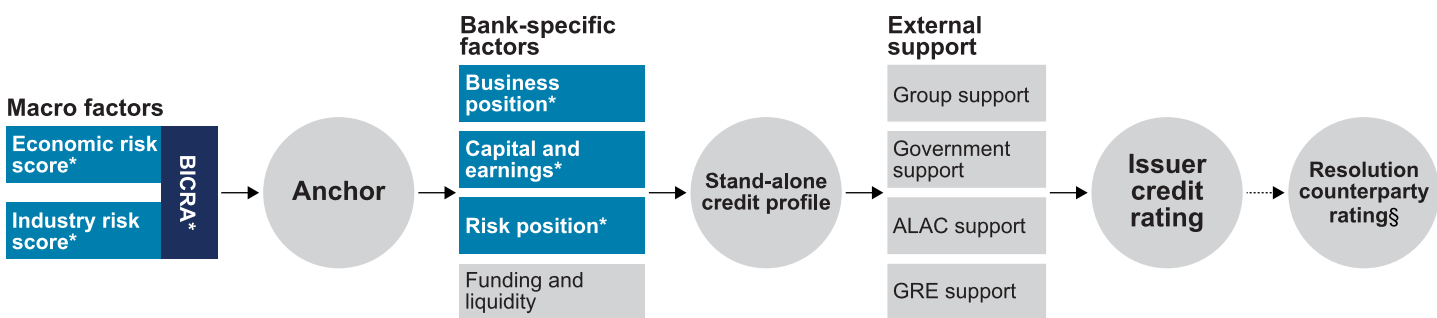 Macro factors
Economic risk
score*
Industry risk
score*
BICRA*
Anchor
Bank-specific
factors
Business
position*
Capital and
earnings*
Risk position*
Funding and
liquidity
Stand-alone
credit profile
External
support
Group support
Government
support
ALAC support
GRE support
Issuer
credit
rating
Resolution
counterparty
rating§